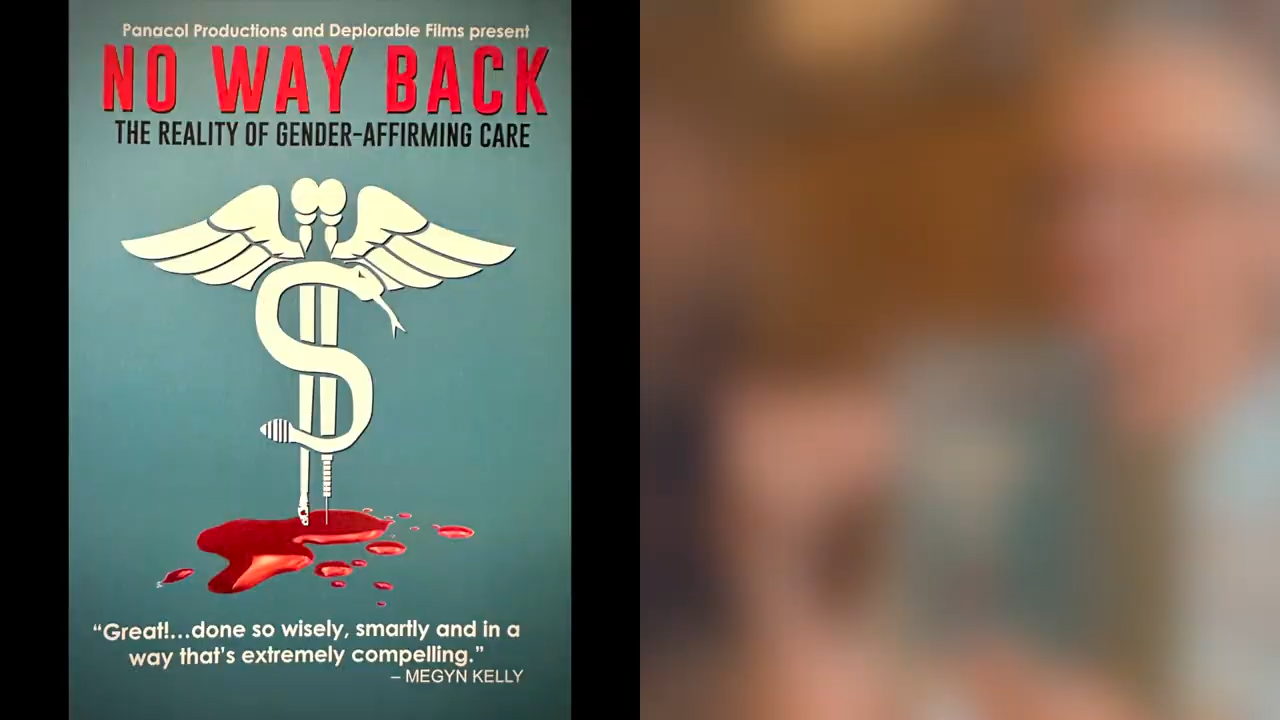 Panacol Productions and Deplorable Films present
NO WAY BACK
THE REALITY OF GENDER-AFFIRMING CARE
“Great!...done so wisely, smartly and in a
way that’s extremely compelling.”
– MEGYN KELLY